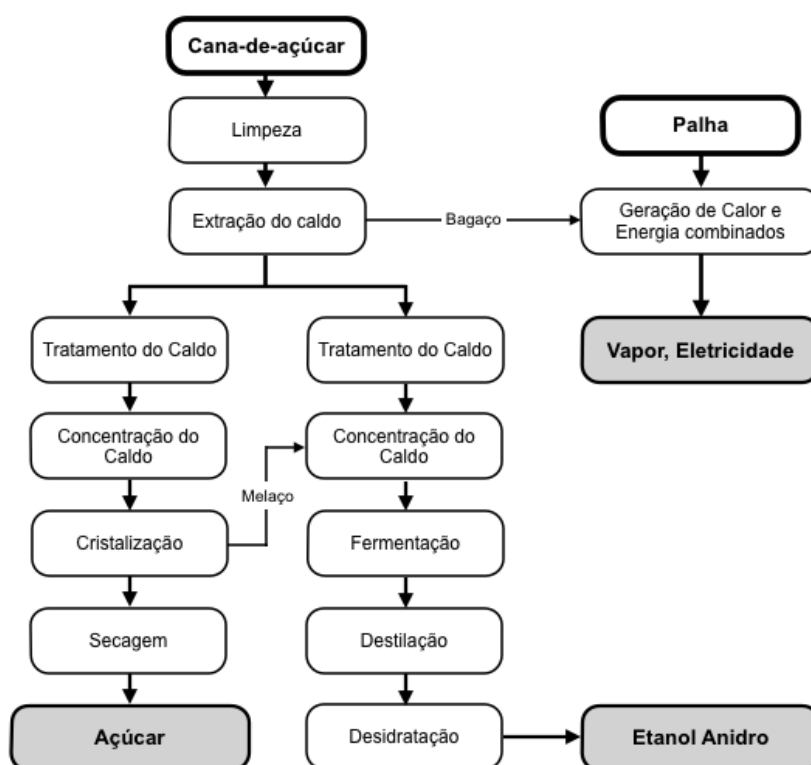 Cana-de-açúcar
Limpeza
Palha
Extração do caldo
Bagaço
Geração de Calor e
Energia combinados
Tratamento do Caldo
Tratamento do Caldo
Vapor, Eletricidade
Concentração do
Caldo
Concentração do
Caldo
Melaço
Cristalização
Fermentação
Secagem
Destilação
Açúcar
Desidratação
Etanol Anidro